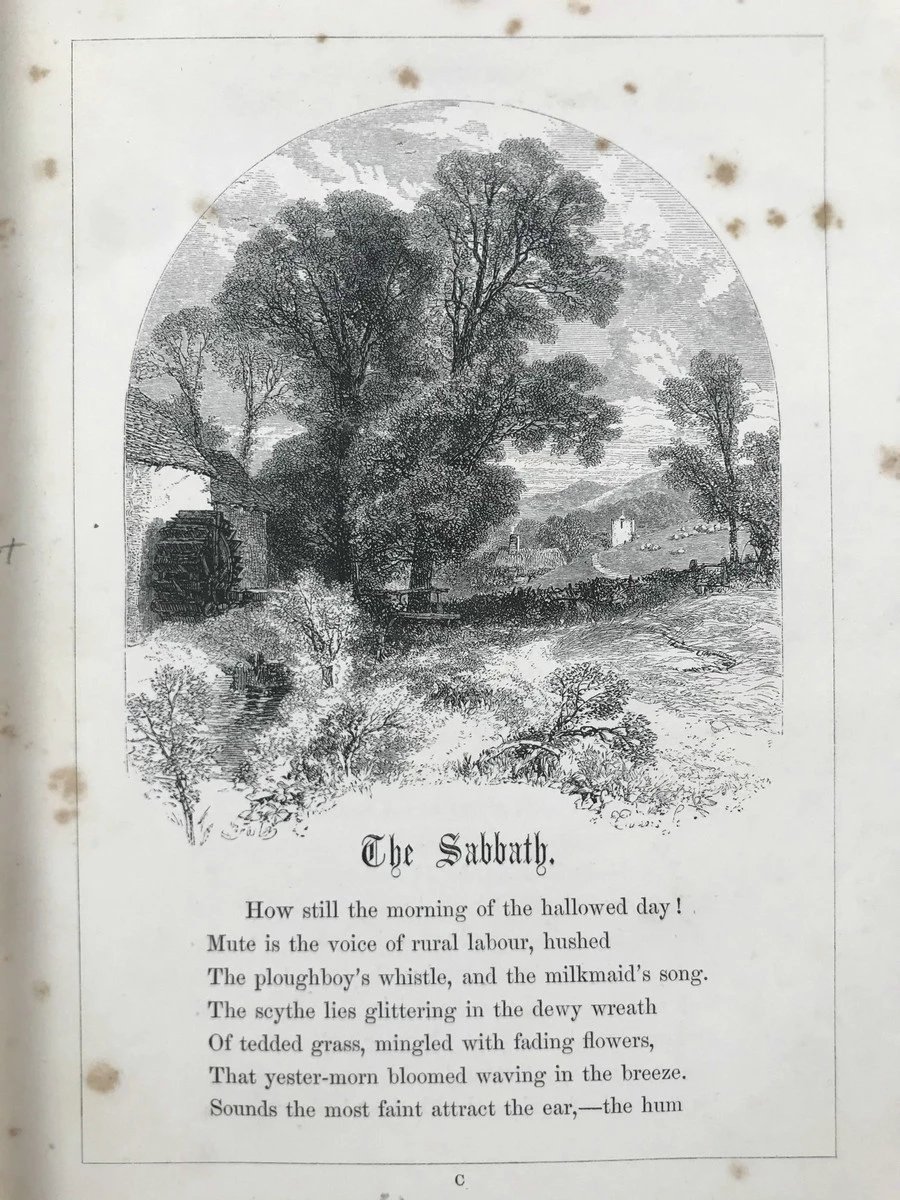 The Sabbath.
How still the morning of the hallowed day!
Mute is the voice of rural labour, hushed
The ploughboy's whistle, and the milkmaid's song.
The scythe lies glittering in the dewy wreath
Of tedded grass, mingled with fading flowers,
That yester-morn bloomed waving in the breeze.
Sounds the most faint attract the ear,—the hum
C